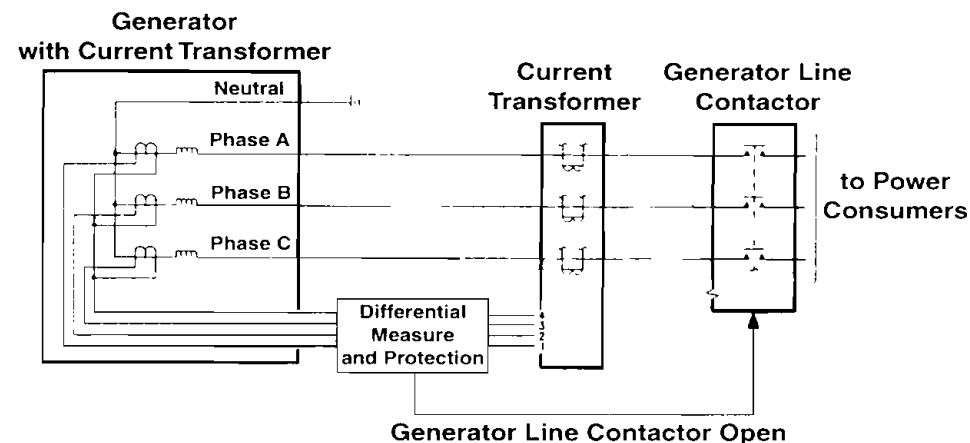 Generator
with Current Transformer
Current
Transformer
Generator Line
Contactor
Neutral
Phase A
Phase B
Phase C
to Power
Consumers
Differential
Measure
and Protection
4
3
2
1
Generator Line Contactor Open